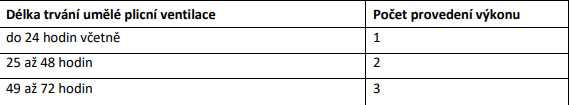 Délka trvání umělé plicní ventilace Počet provedení výkonu
do 24 hodin včetně 1
25 až 48 hodin 2
49 až 72 hodin 3